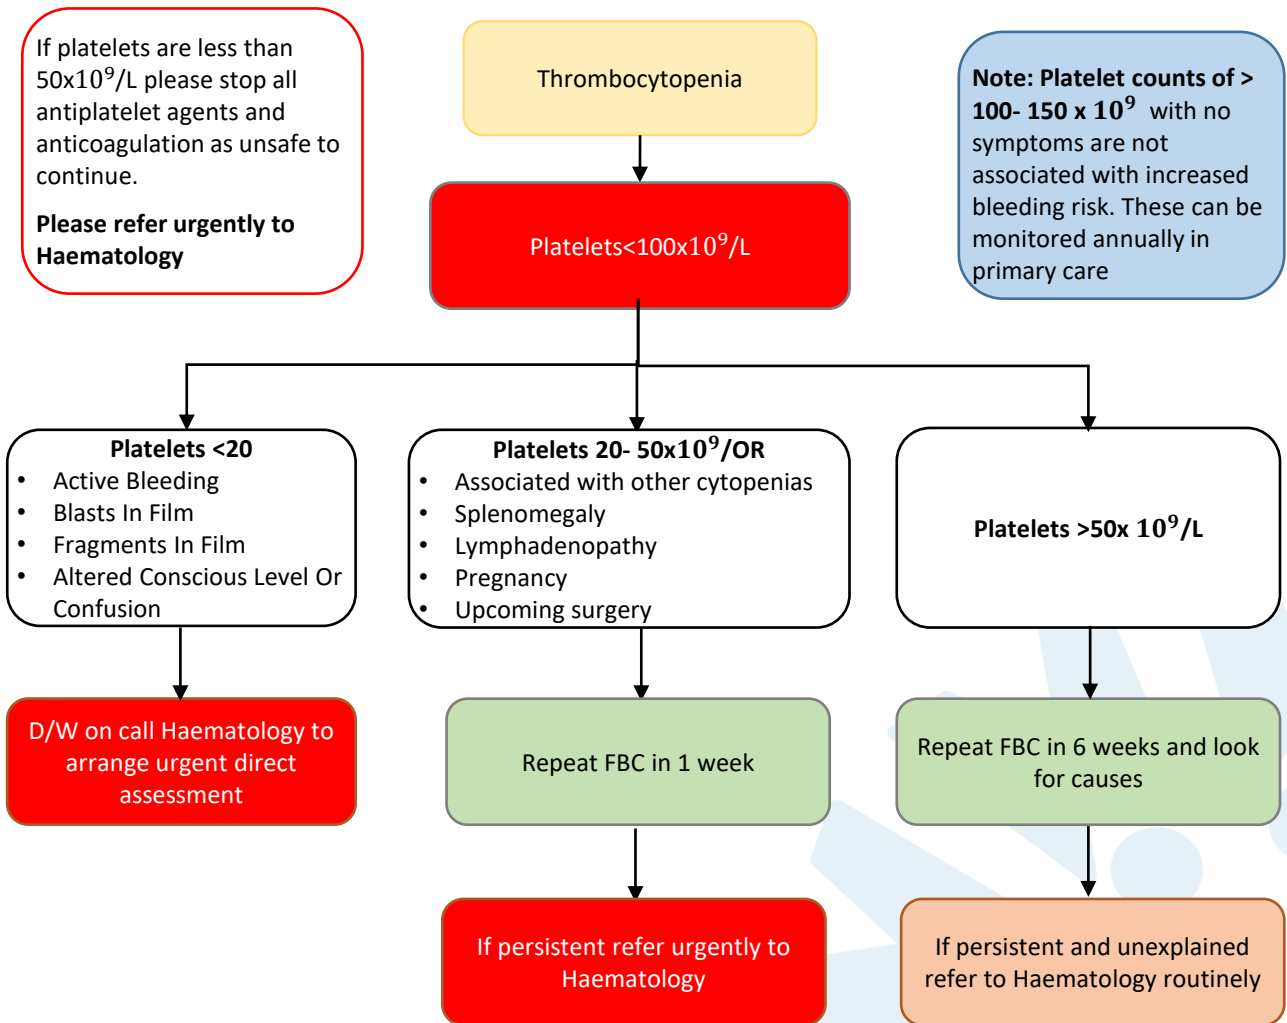 If platelets are less than
50x10⁹/L please stop all
antiplatelet agents and
anticoagulation as unsafe to
continue.
Please refer urgently to
Haematology
Thrombocytopenia
Note: Platelet counts of >
100- 150 x 10⁹ with no
symptoms are not
associated with increased
bleeding risk. These can be
monitored annually in
primary care
Platelets<100x10⁹/L
Platelets <20
• Active Bleeding
• Blasts In Film
• Fragments In Film
• Altered Conscious Level Or
Confusion
Platelets 20- 50x10⁹/OR
• Associated with other cytopenias
• Splenomegaly
• Lymphadenopathy
• Pregnancy
• Upcoming surgery
Platelets >50x 10⁹/L
D/W on call Haematology to
arrange urgent direct
assessment
Repeat FBC in 1 week
Repeat FBC in 6 weeks and look
for causes
If persistent refer urgently to
Haematology
If persistent and unexplained
refer to Haematology routinely